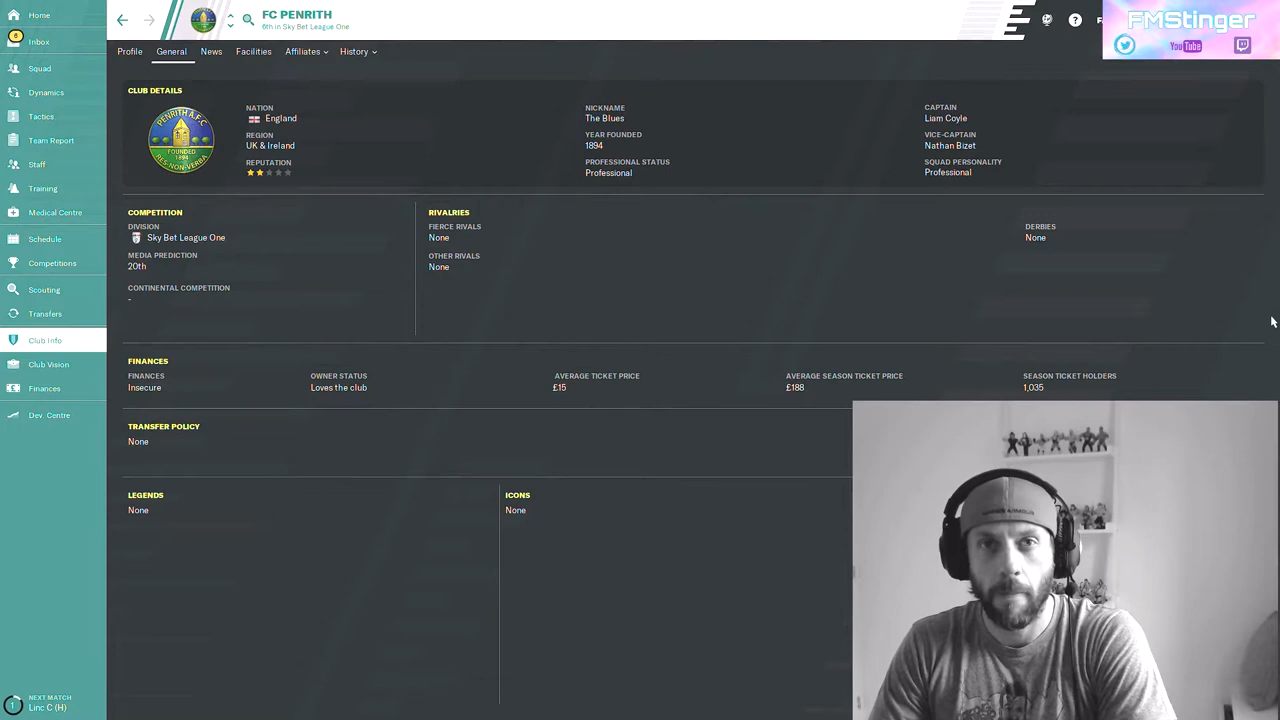 Home
6
Inbox
Squad
Dynamics
Tactics
Team Report
Staff
Training
Medical Centre
Schedule
Competitions
Scouting
Transfers
Club Info
Club Vision
Finances
Dev. Centre
1
NEXT MATCH
Linc C (H)
FC PENRITH
6th in Sky Bet League One
?
FMStinger
YouTube
Profile
General
News
Facilities
Affiliates
History
CLUB DETAILS
PENRITH A.F.C
FOUNDED
1894
RES·NON·VERBA
NATION
England
REGION
UK & Ireland
REPUTATION
NICKNAME
The Blues
YEAR FOUNDED
1894
PROFESSIONAL STATUS
Professional
CAPTAIN
Liam Coyle
VICE-CAPTAIN
Nathan Bizet
SQUAD PERSONALITY
Professional
COMPETITION
DIVISION
Sky Bet League One
MEDIA PREDICTION
20th
CONTINENTAL COMPETITION
-
RIVALRIES
FIERCE RIVALS
None
OTHER RIVALS
None
DERBIES
None
FINANCES
FINANCES
Insecure
OWNER STATUS
Loves the club
AVERAGE TICKET PRICE
£15
AVERAGE SEASON TICKET PRICE
£188
SEASON TICKET HOLDERS
1,035
TRANSFER POLICY
None
LEGENDS
None
ICONS
None